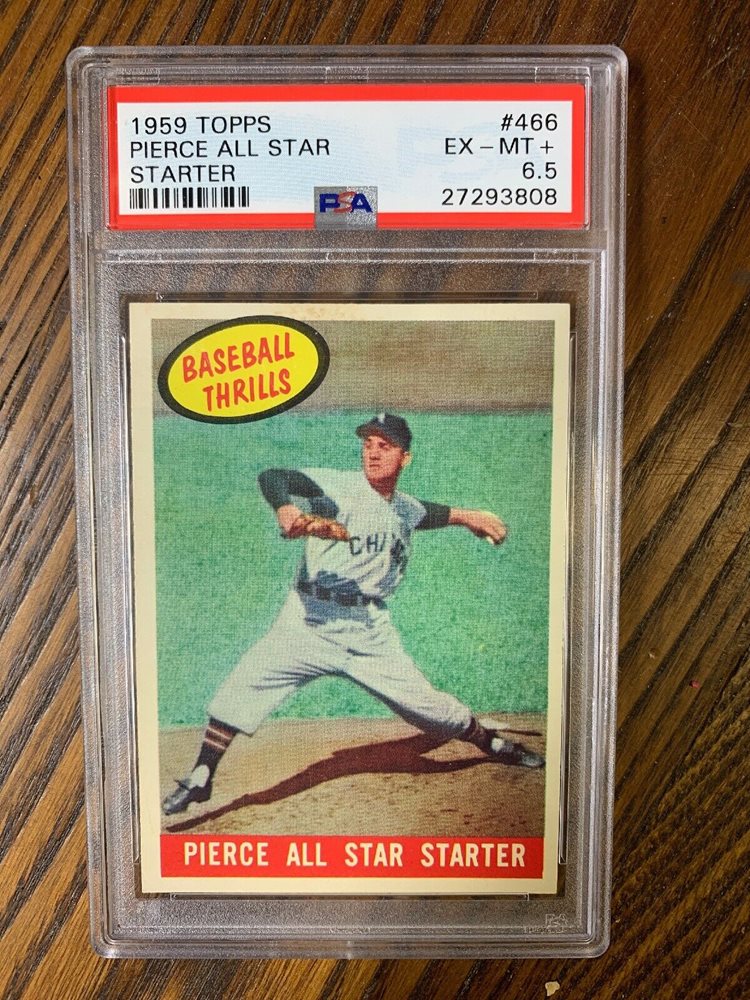 1959 TOPPS #466
PIERCE ALL STAR EX - MT +
STARTER 6.5
PSA 27293808
BASEBALL
THRILLS
CHI
PIERCE ALL STAR STARTER